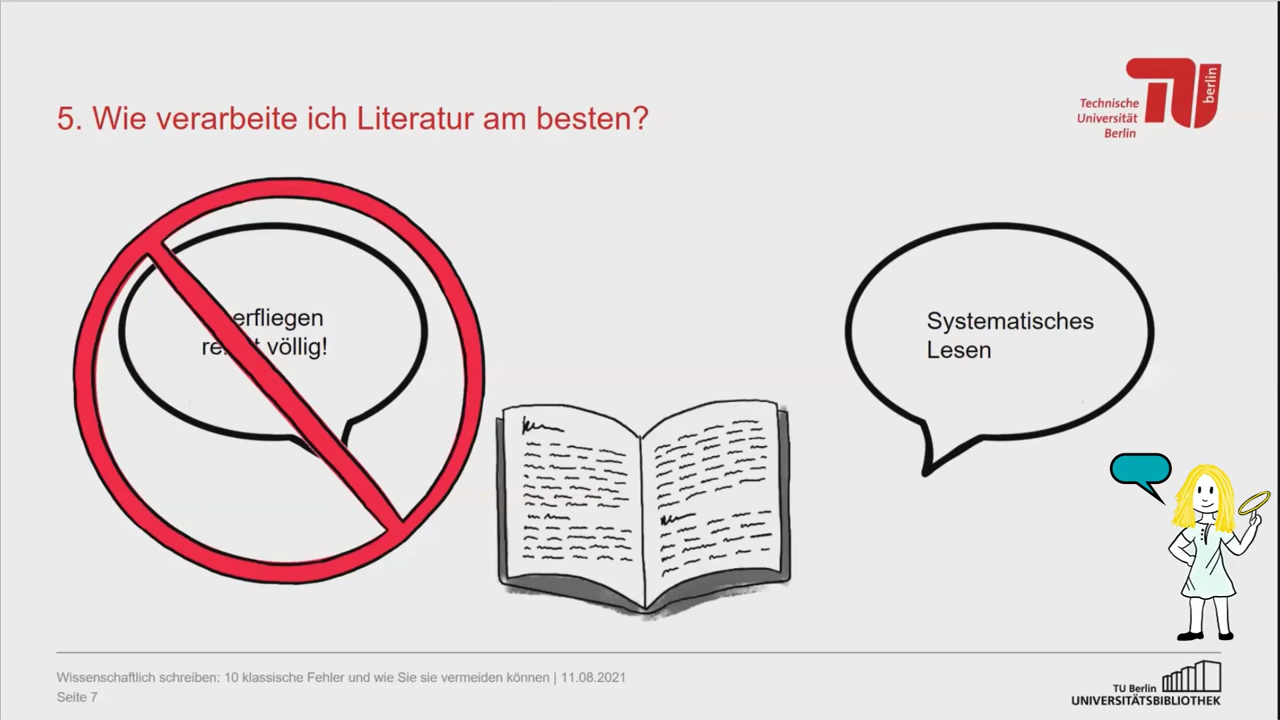 5. Wie verarbeite ich Literatur am besten?
Technische
Universität
Berlin
berlin
völlig!
Systematisches
Lesen
Wissenschaftlich schreiben: 10 klassische Fehler und wie Sie sie vermeiden können | 11.08.2021
Seite 7
TU Berlin
UNIVERSITÄTSBIBLIOTHEK